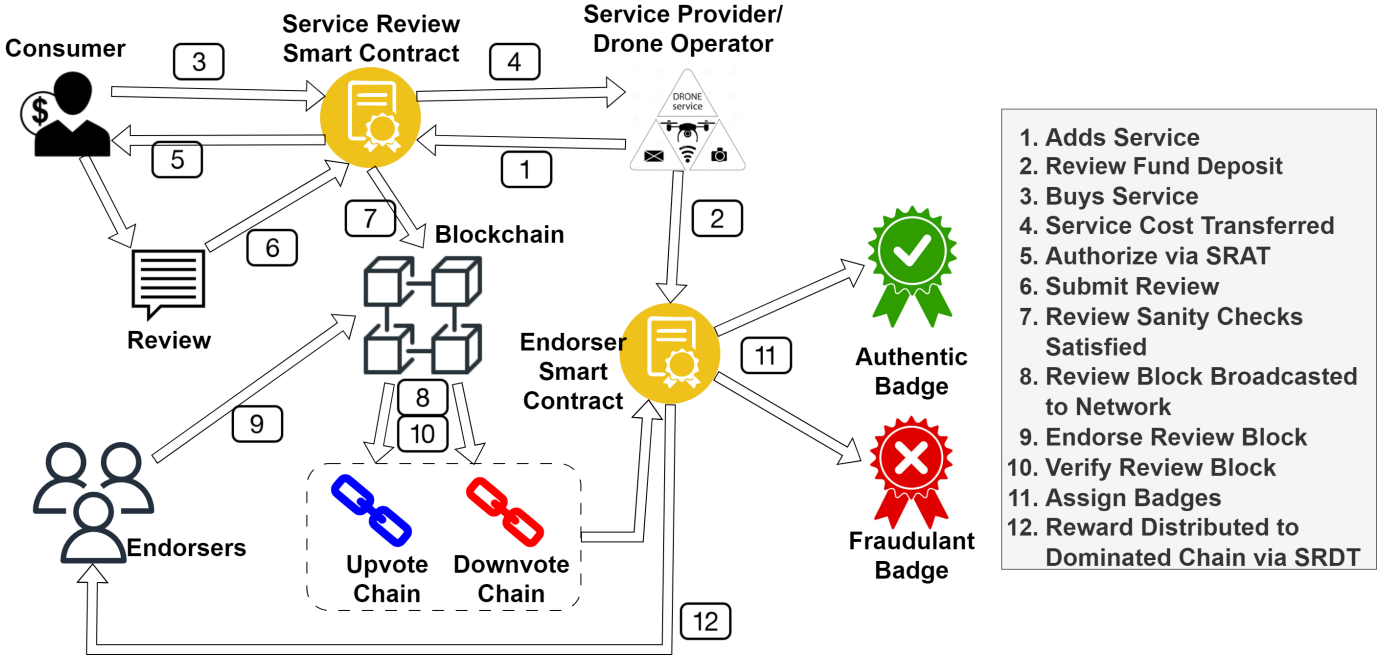 Consumer
3
Service Review
Smart Contract
4
Service Provider/
Drone Operator
$
DRONE
service
5
1
6
7
2
Review
Blockchain
Endorser
Smart
Contract
11
Authentic
Badge
8
10
9
Fraudulant
Badge
Endorsers
Upvote
Chain
Downvote
Chain
12
1. Adds Service
2. Review Fund Deposit
3. Buys Service
4. Service Cost Transferred
5. Authorize via SRAT
6. Submit Review
7. Review Sanity Checks
Satisfied
8. Review Block Broadcasted
to Network
9. Endorse Review Block
10. Verify Review Block
11. Assign Badges
12. Reward Distributed to
Dominated Chain via SRDT